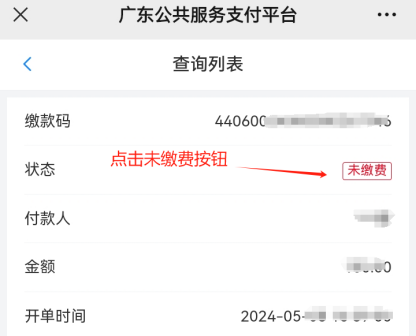 广东公共服务支付平台
查询列表
缴款码 440600
状态 点击未缴费按钮 未缴费
付款人
金额 .00
开单时间 2024-05-